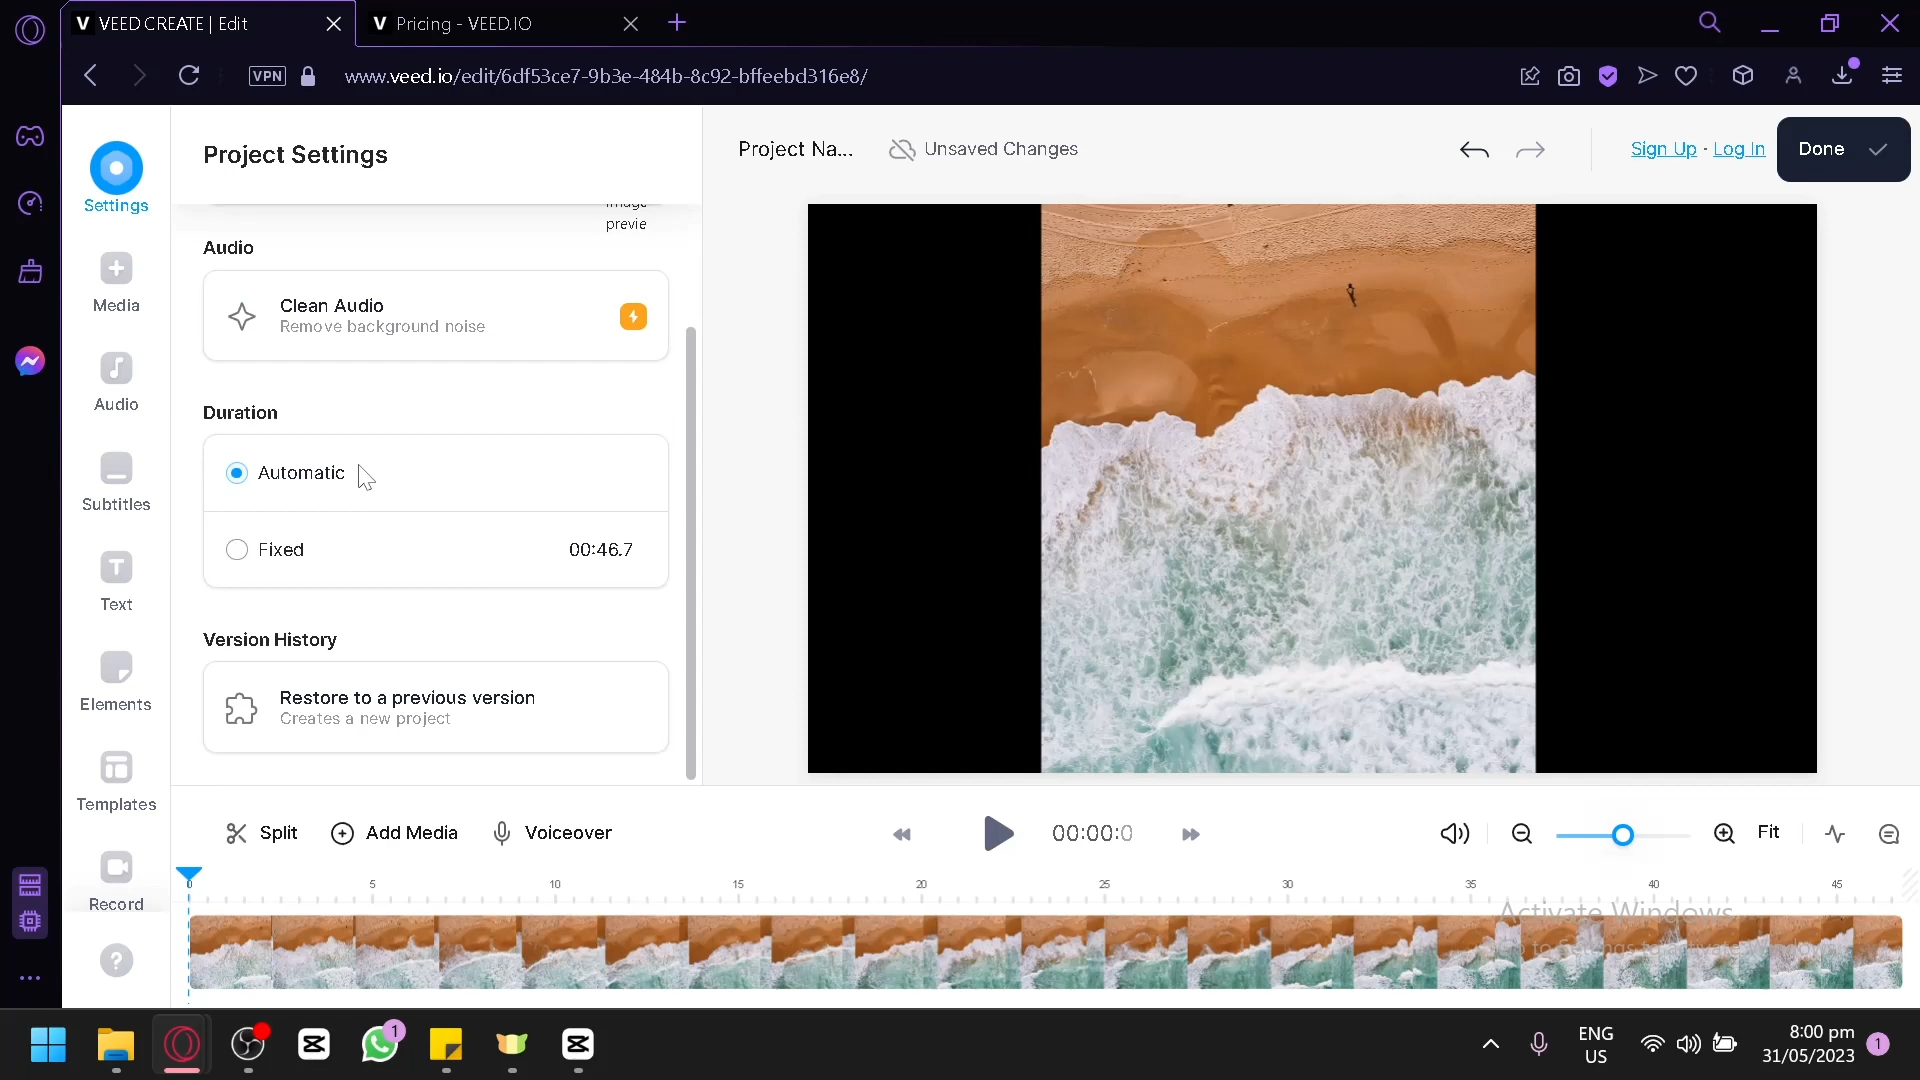 VEED CREATE | Edit
Pricing - VEED.IO
VPN
www.veed.io/edit/6df53ce7-9b3e-484b-8c92-bffeebd316e8/
Settings
Media
Audio
Subtitles
Text
Elements
Templates
Record
?
Project Settings
image
previe
Audio
Clean Audio
Remove background noise
Duration
Automatic
Fixed
00:46.7
Version History
Restore to a previous version
Creates a new project
Project Na...
Unsaved Changes
Sign Up · Log In
Done
Split
Add Media
Voiceover
00:00:0
Fit
0
5
10
15
20
25
30
35
40
45
Activate Windows
1
ENG
US
8:00 pm
31/05/2023
1